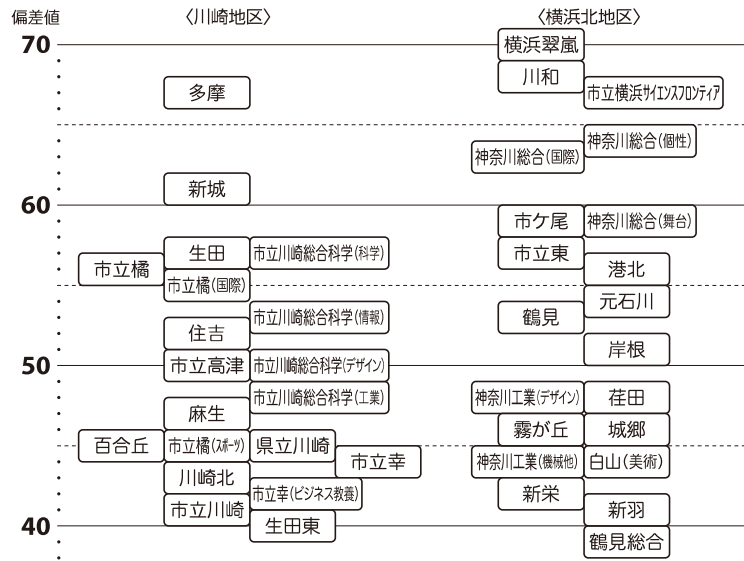 偏差値
〈川崎地区〉
〈横浜北地区〉
70
横浜翠嵐
川和
多摩
市立横浜サイエンスフロンティア
神奈川総合(個性)
神奈川総合(国際)
新城
60
市ケ尾
神奈川総合(舞台)
生田
市立川崎総合科学(科学)
市立東
市立橘
港北
市立橘(国際)
元石川
市立川崎総合科学(情報)
鶴見
住吉
岸根
50
市立高津
市立川崎総合科学(デザイン)
市立川崎総合科学(工業)
神奈川工業(デザイン)
荏田
麻生
霧が丘
城郷
百合丘
市立橘(スポーツ)
県立川崎
市立幸
神奈川工業(機械他)
白山(美術)
川崎北
市立幸(ビジネス教養)
新栄
市立川崎
新羽
40
生田東
鶴見総合